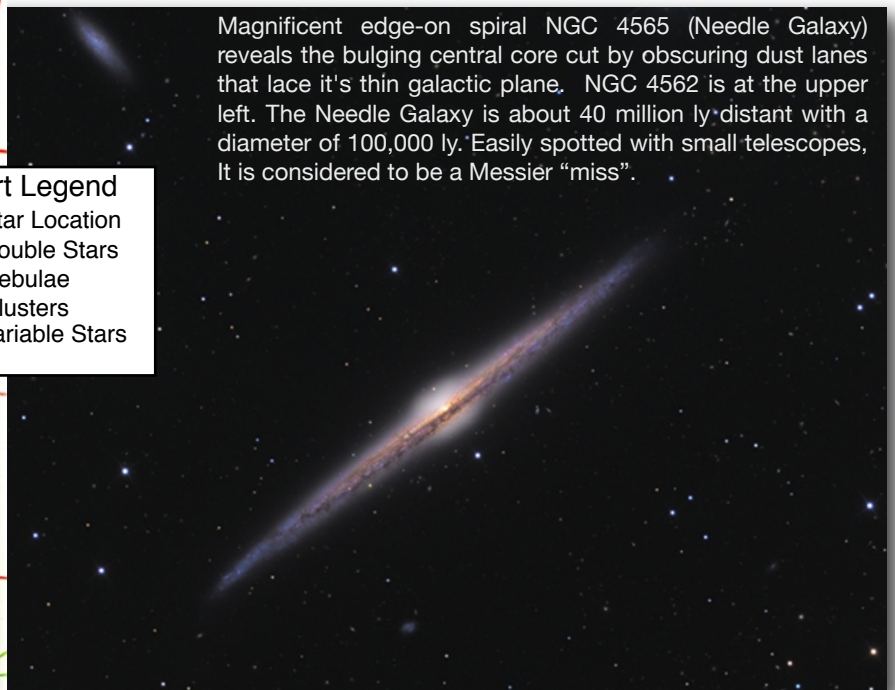 Magnificent edge-on spiral NGC 4565 (Needle Galaxy)
reveals the bulging central core cut by obscuring dust lanes
that lace it's thin galactic plane. NGC 4562 is at the upper
left. The Needle Galaxy is about 40 million ly distant with a
diameter of 100,000 ly. Easily spotted with small telescopes,
It is considered to be a Messier “miss”.
rt Legend
tar Location
ouble Stars
ebulae
lusters
ariable Stars